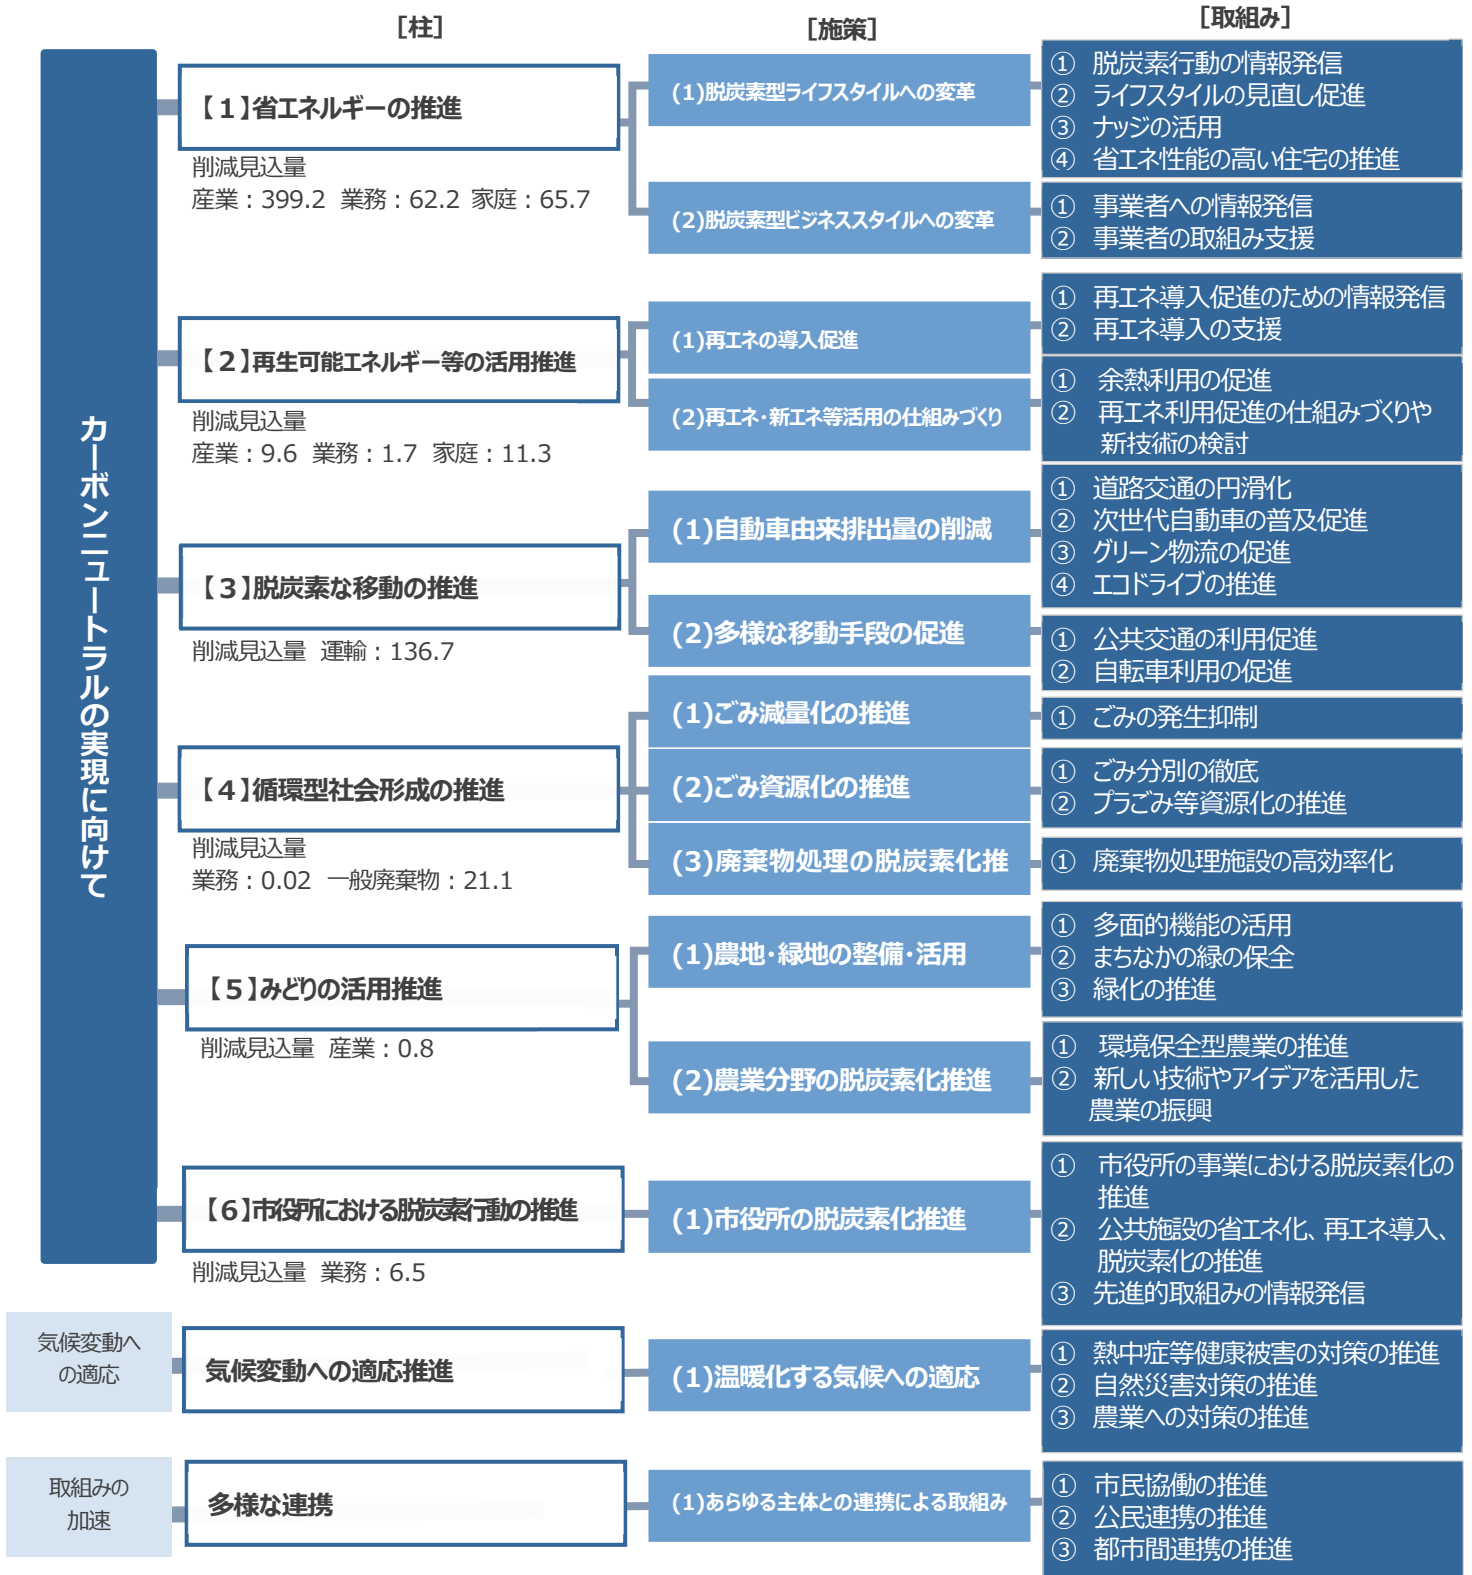 ［柱］
［施策］
［取組み］
カーボンニュートラルの実現に向けて
【１】省エネルギーの推進
削減見込量
産業：399.2 業務：62.2 家庭：65.7
(1)脱炭素型ライフスタイルへの変革
① 脱炭素行動の情報発信
② ライフスタイルの見直し促進
③ ナッジの活用
④ 省エネ性能の高い住宅の推進
(2)脱炭素型ビジネススタイルへの変革
① 事業者への情報発信
② 事業者の取組み支援
【２】再生可能エネルギー等の活用推進
削減見込量
産業：9.6 業務：1.7 家庭：11.3
(1)再エネの導入促進
① 再エネ導入促進のための情報発信
② 再エネ導入の支援
(2)再エネ・新エネ等活用の仕組みづくり
① 余熱利用の促進
② 再エネ利用促進の仕組みづくりや
新技術の検討
【３】脱炭素な移動の推進
削減見込量 運輸：136.7
(1)自動車由来排出量の削減
① 道路交通の円滑化
② 次世代自動車の普及促進
③ グリーン物流の促進
④ エコドライブの推進
(2)多様な移動手段の促進
① 公共交通の利用促進
② 自転車利用の促進
【４】循環型社会形成の推進
削減見込量
業務：0.02 一般廃棄物：21.1
(1)ごみ減量化の推進
① ごみの発生抑制
(2)ごみ資源化の推進
① ごみ分別の徹底
② プラごみ等資源化の推進
(3)廃棄物処理の脱炭素化推
① 廃棄物処理施設の高効率化
【５】みどりの活用推進
削減見込量 産業：0.8
(1)農地・緑地の整備・活用
① 多面的機能の活用
② まちなかの緑の保全
③ 緑化の推進
(2)農業分野の脱炭素化推進
① 環境保全型農業の推進
② 新しい技術やアイデアを活用した
農業の振興
【６】市役所における脱炭素行動の推進
削減見込量 業務：6.5
(1)市役所の脱炭素化推進
① 市役所の事業における脱炭素化の
推進
② 公共施設の省エネ化、再エネ導入、
脱炭素化の推進
③ 先進的取組みの情報発信
気候変動へ
の適応
気候変動への適応推進
(1)温暖化する気候への適応
① 熱中症等健康被害の対策の推進
② 自然災害対策の推進
③ 農業への対策の推進
取組みの
加速
多様な連携
(1)あらゆる主体との連携による取組み
① 市民協働の推進
② 公民連携の推進
③ 都市間連携の推進